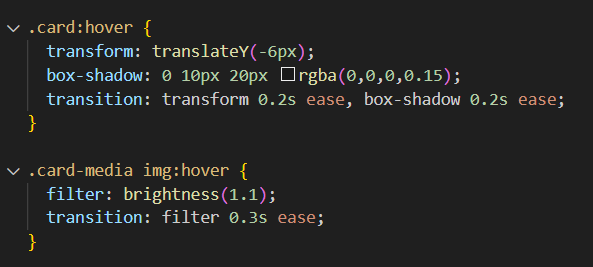 .card:hover {
transform: translateY(-6px);
box-shadow: 0 10px 20px rgba(0,0,0,0.15);
transition: transform 0.2s ease, box-shadow 0.2s ease;
}
.card-media img:hover {
filter: brightness(1.1);
transition: filter 0.3s ease;
}